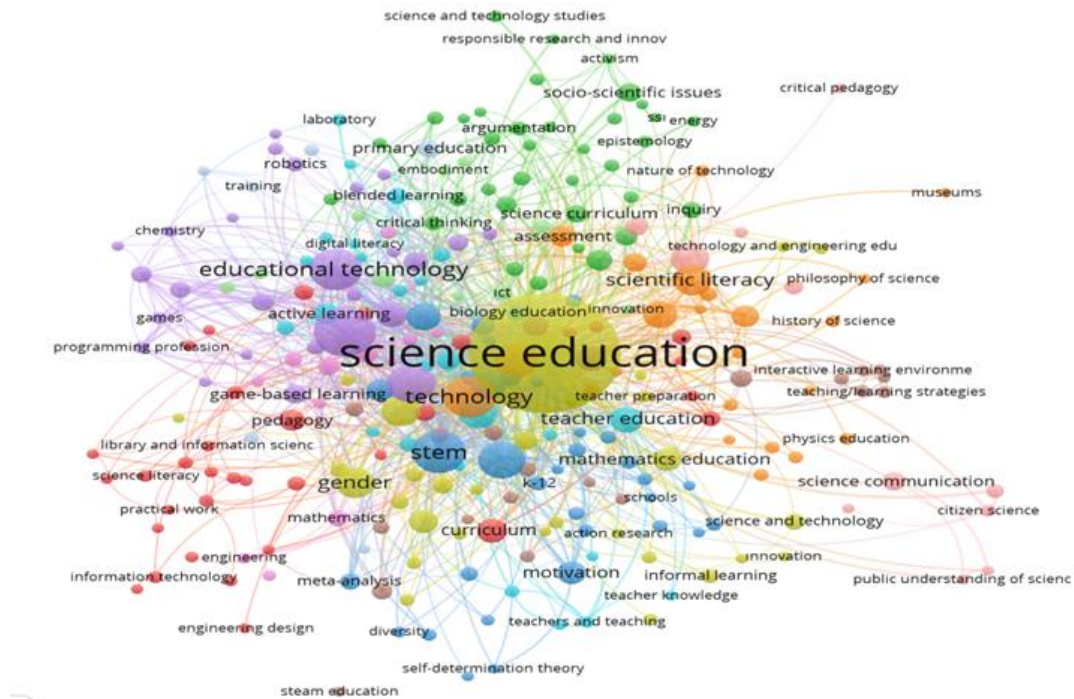 science and technology studies
responsible research and innov
activism
socio-scientific issues
critical pedagogy
laboratory
argumentation
ssi
energy
primary education
epistemology
robotics
embodiment
nature of technology
training
blended learning
museums
critical thinking
science curriculum
inquiry
chemistry
digital literacy
assessment
technology and engineering edu
educational technology
scientific literacy
philosophy of science
ict
games
active learning
biology education
innovation
history of science
programming profession
science education
interactive learning environme
game-based learning
technology
teacher preparation
teaching/learning strategies
pedagogy
teacher education
library and information scienc
stem
physics education
science literacy
gender
k-12
mathematics education
science communication
practical work
schools
citizen science
mathematics
curriculum
action research
science and technology
engineering
innovation
information technology
meta-analysis
motivation
informal learning
public understanding of scienc
teacher knowledge
engineering design
diversity
teachers and teaching
self-determination theory
steam education